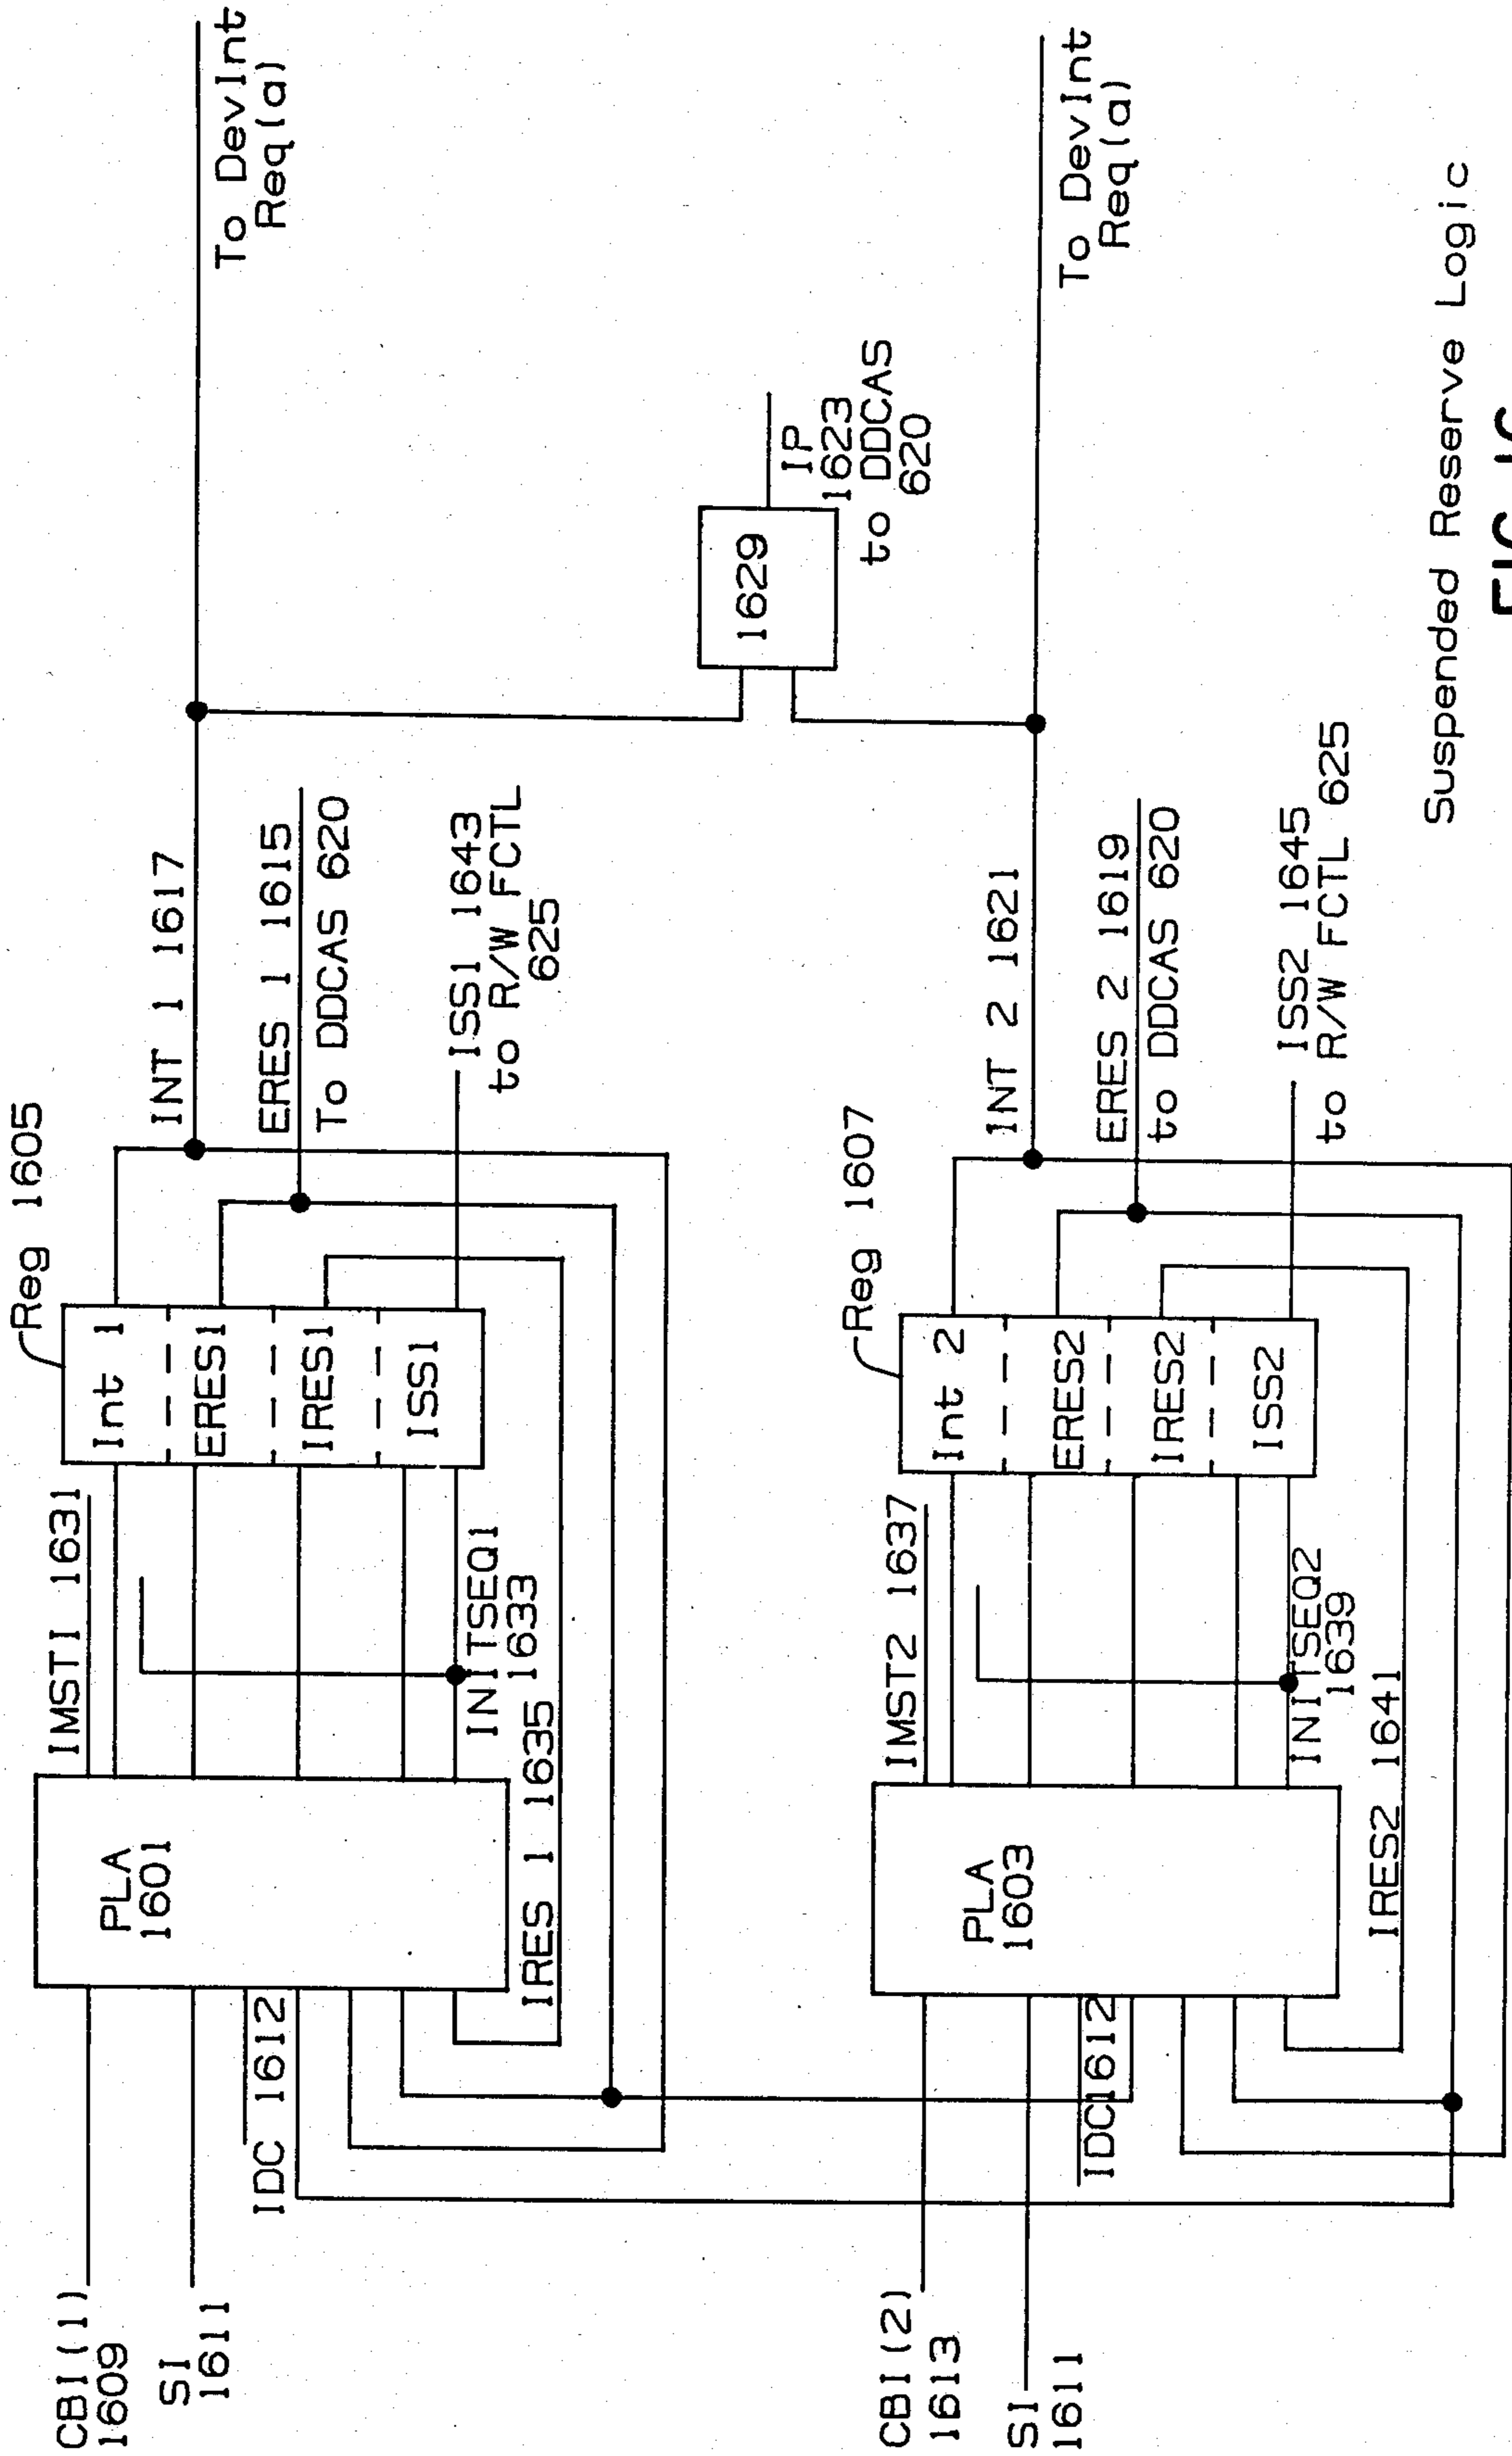 CBI(1)
1609
SI
1611
IDC 1612
PLA
1601
IMST1 1631
INITSEQ1
1633
IRES 1 1635
Reg 1605
Int 1
ERES1
IRES1
ISS1
INT 1 1617
ERES 1 1615
To DDCAS 620
ISS1 1643
to R/W FCTL
625
To DevInt
Req(a)
1629
IP
1623
to DDCAS
620
CBI(2)
1613
SI
1611
IDC1612
PLA
1603
IMST2 1637
INITSEQ2
1639
IRES2 1641
Reg 1607
Int 2
ERES2
IRES2
ISS2
INT 2 1621
ERES 2 1619
to DDCAS 620
ISS2 1645
to R/W FCTL 625
To DevInt
Req(a)
Suspended Reserve Logic